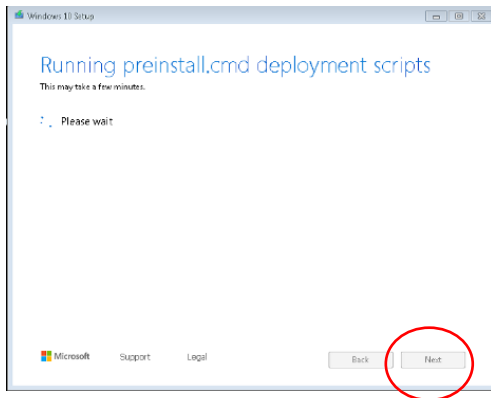 Windows 10 Setup
Running preinstall.cmd deployment scripts
This may take a few minutes.
Please wait
Microsoft Support Legal Back Next